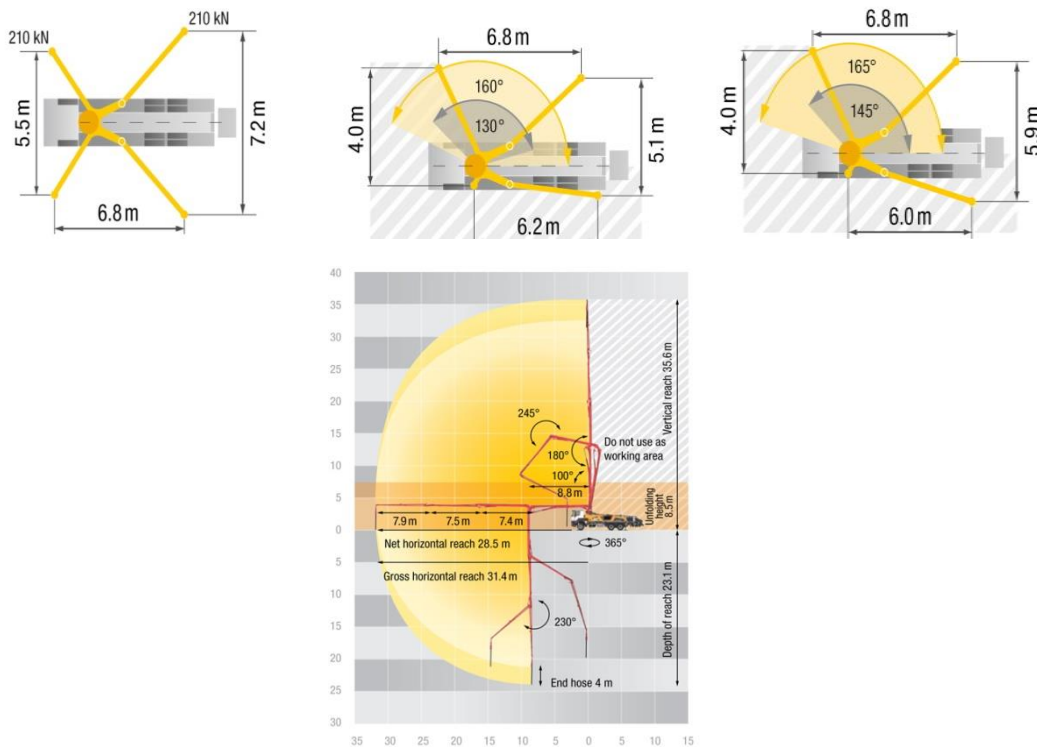 210 kN
210 kN
5.5 m
7.2 m
6.8 m
6.8 m
160°
130°
4.0 m
5.1 m
6.2 m
6.8 m
165°
145°
4.0 m
5.9 m
6.0 m
40
35
30
25
20
15
10
5
0
5
10
15
20
25
30
35
30
25
20
15
10
5
0
5
10
15
Vertical reach 35.6 m
245°
180°
Do not use as
working area
100°
8.8 m
Unfolding
height
8.5 m
7.9 m
7.5 m
7.4 m
Net horizontal reach 28.5 m
365°
Gross horizontal reach 31.4 m
Depth of reach 23.1 m
230°
End hose 4 m